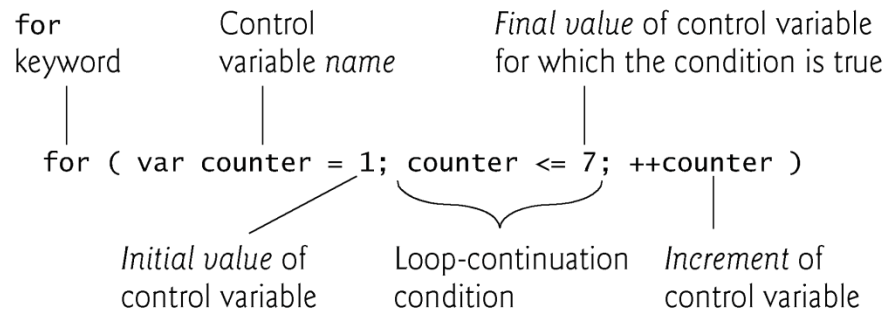 for
keyword
Control
variable name
Final value of control variable
for which the condition is true
for ( var counter = 1; counter <= 7; ++counter )
Initial value of
control variable
Loop-continuation
condition
Increment of
control variable